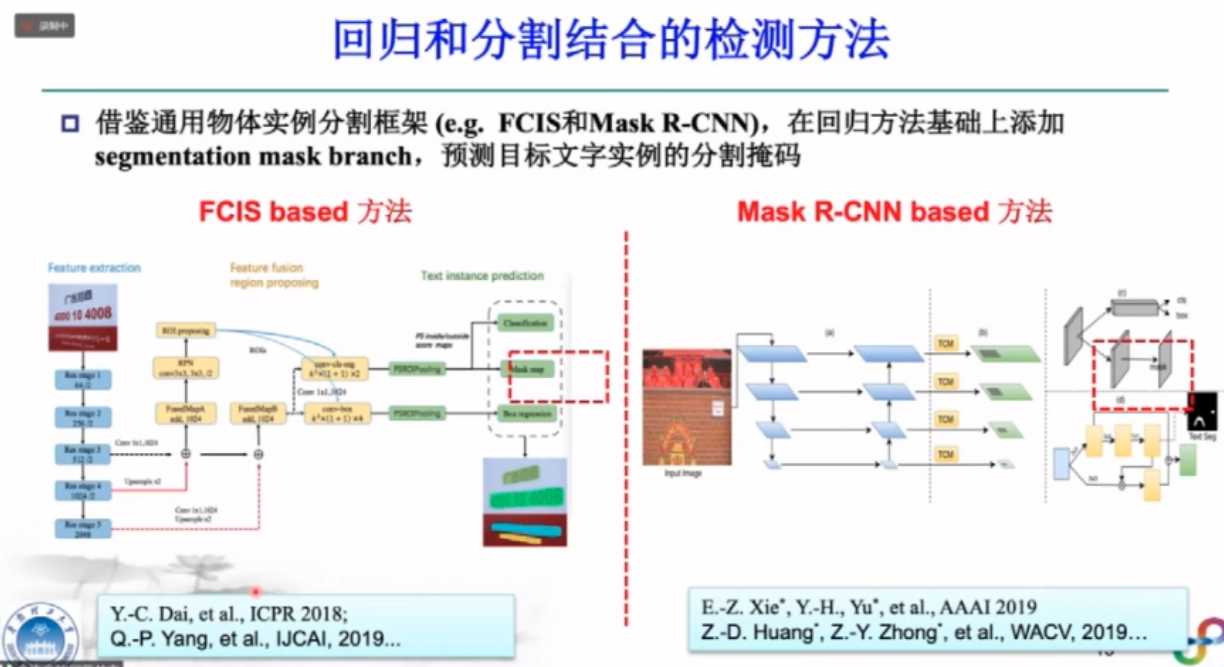 录制中
回归和分割结合的检测方法
借鉴通用物体实例分割框架 (e.g. FCIS和Mask R-CNN)，在回归方法基础上添加
segmentation mask branch，预测目标文字实例的分割掩码
FCIS based 方法
Mask R-CNN based 方法
Feature extraction
Feature fusion
region proposing
Text instance prediction
4000 10 4008
ROI proposing
ROIs
RPN
conv3x3, 3x3, /2
FusedMapA
add, 1024
FusedMapB
add, 1024
Res stage 1
64 /2
Res stage 2
256 /2
Res stage 3
512 /2
Res stage 4
1024 /2
Res stage 5
2048
Conv 1x1,1024
Upsample x2
Conv 1x1,1024
Upsample x2
conv-cls-seg
k²×(1 + 1) ×2
Conv 1x1,1024
conv-box
k²×(1 + 1) ×4
PS inside/outside
score maps
PSROIPooling
PSROIPooling
Classification
Mask map
Box regression
Input Image
(a)
(b)
TCM
TCM
TCM
TCM
(c)
cls
box
mask
(d)
Text Seg
Y.-C. Dai, et al., ICPR 2018;
Q.-P. Yang, et al., IJCAI, 2019...
E.-Z. Xie*, Y.-H., Yu*, et al., AAAI 2019
Z.-D. Huang*, Z.-Y. Zhong*, et al., WACV, 2019…